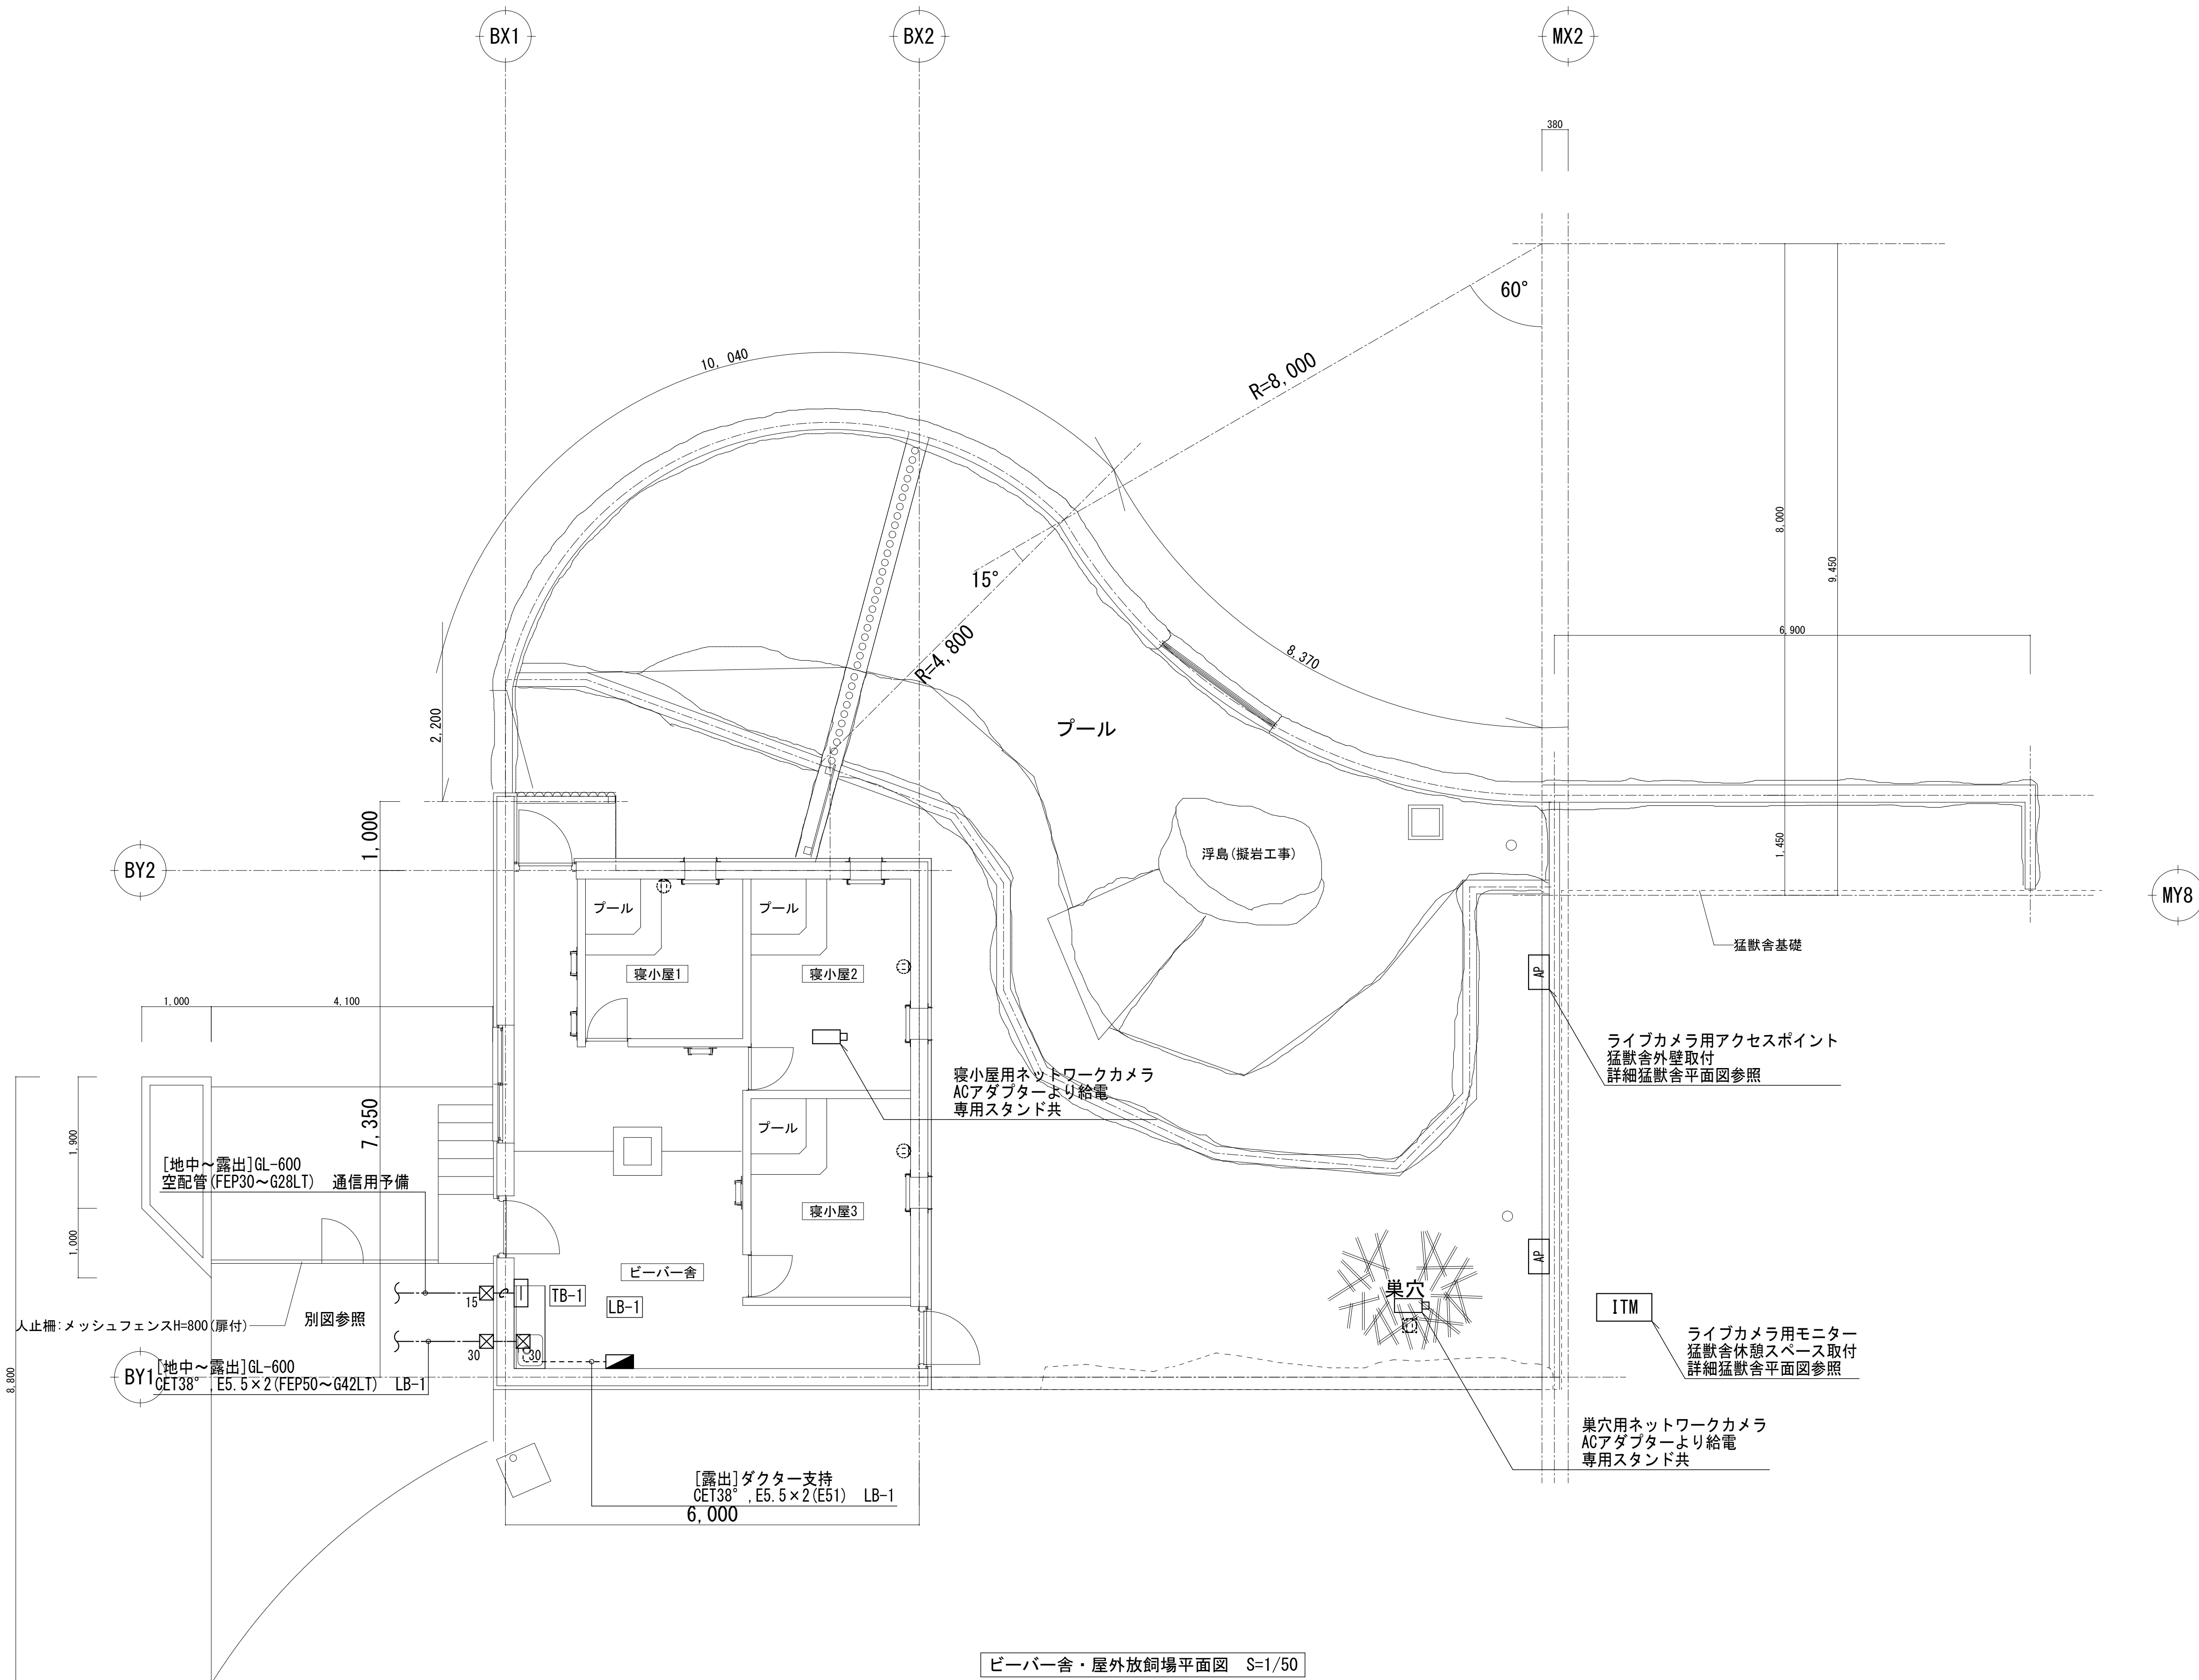 BX1
BX2
MX2
380
60°
10,040
R=8,000
8,000
9,450
15°
6,900
R=4,800
8,370
2,200
プール
1,000
1,450
BY2
浮島(擬岩工事)
MY8
プール
プール
猛獣舎基礎
寝小屋1
寝小屋2
AP
1,000
4,100
ライブカメラ用アクセスポイント
猛獣舎外壁取付
詳細猛獣舎平面図参照
寝小屋用ネットワークカメラ
ACアダプターより給電
専用スタンド共
7,350
1,900
プール
[地中～露出]GL-600
空配管(FEP30～G28LT) 通信用予備
寝小屋3
1,000
ビーバー舎
AP
巣穴
15
TB-1
LB-1
ITM
人止柵:メッシュフェンスH=800(扉付)
別図参照
ライブカメラ用モニター
猛獣舎休憩スペース取付
詳細猛獣舎平面図参照
30
30
BY1
[地中～露出]GL-600
CET38°,E5.5×2(FEP50～G42LT) LB-1
8,800
巣穴用ネットワークカメラ
ACアダプターより給電
専用スタンド共
[露出]ダクター支持
CET38°,E5.5×2(E51) LB-1
6,000
ビーバー舎・屋外放飼場平面図 S=1/50